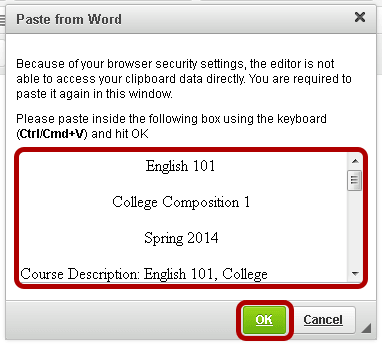 Paste from Word
Because of your browser security settings, the editor is not
able to access your clipboard data directly. You are required to
paste it again in this window.
Please paste inside the following box using the keyboard
(Ctrl/Cmd+V) and hit OK
English 101
College Composition 1
Spring 2014
Course Description: English 101, College
OK
Cancel